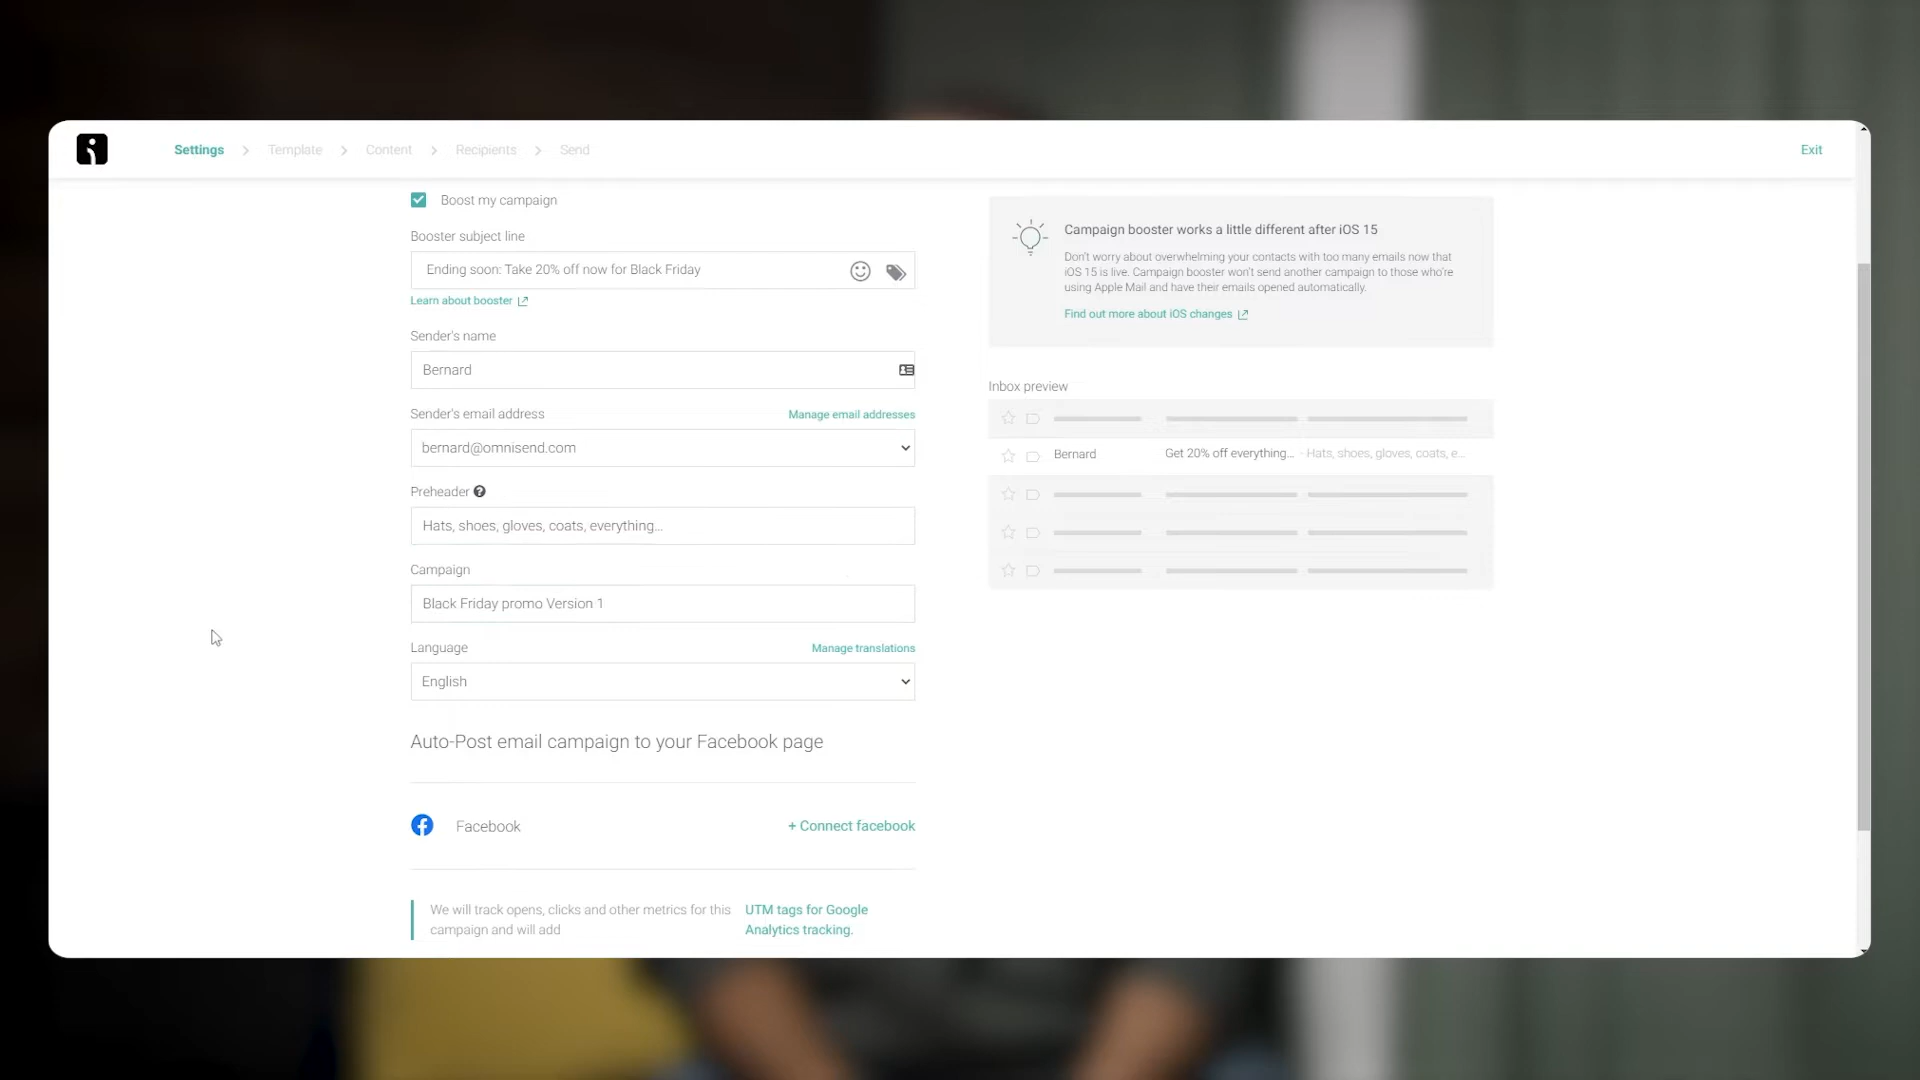 Settings > Template > Content > Recipients > Send
Exit
Boost my campaign
Booster subject line
Ending soon: Take 20% off now for Black Friday
Learn about booster
Sender's name
Bernard
Sender's email address
Manage email addresses
bernard@omnisend.com
Preheader
Hats, shoes, gloves, coats, everything...
Campaign
Black Friday promo Version 1
Language
Manage translations
English
Auto-Post email campaign to your Facebook page
Facebook
+ Connect facebook
We will track opens, clicks and other metrics for this
campaign and will add
UTM tags for Google
Analytics tracking.
Campaign booster works a little different after iOS 15
Don't worry about overwhelming your contacts with too many emails now that
iOS 15 is live. Campaign booster won't send another campaign to those who're
using Apple Mail and have their emails opened automatically.
Find out more about iOS changes
Inbox preview
Bernard Get 20% off everything... - Hats, shoes, gloves, coats, e...